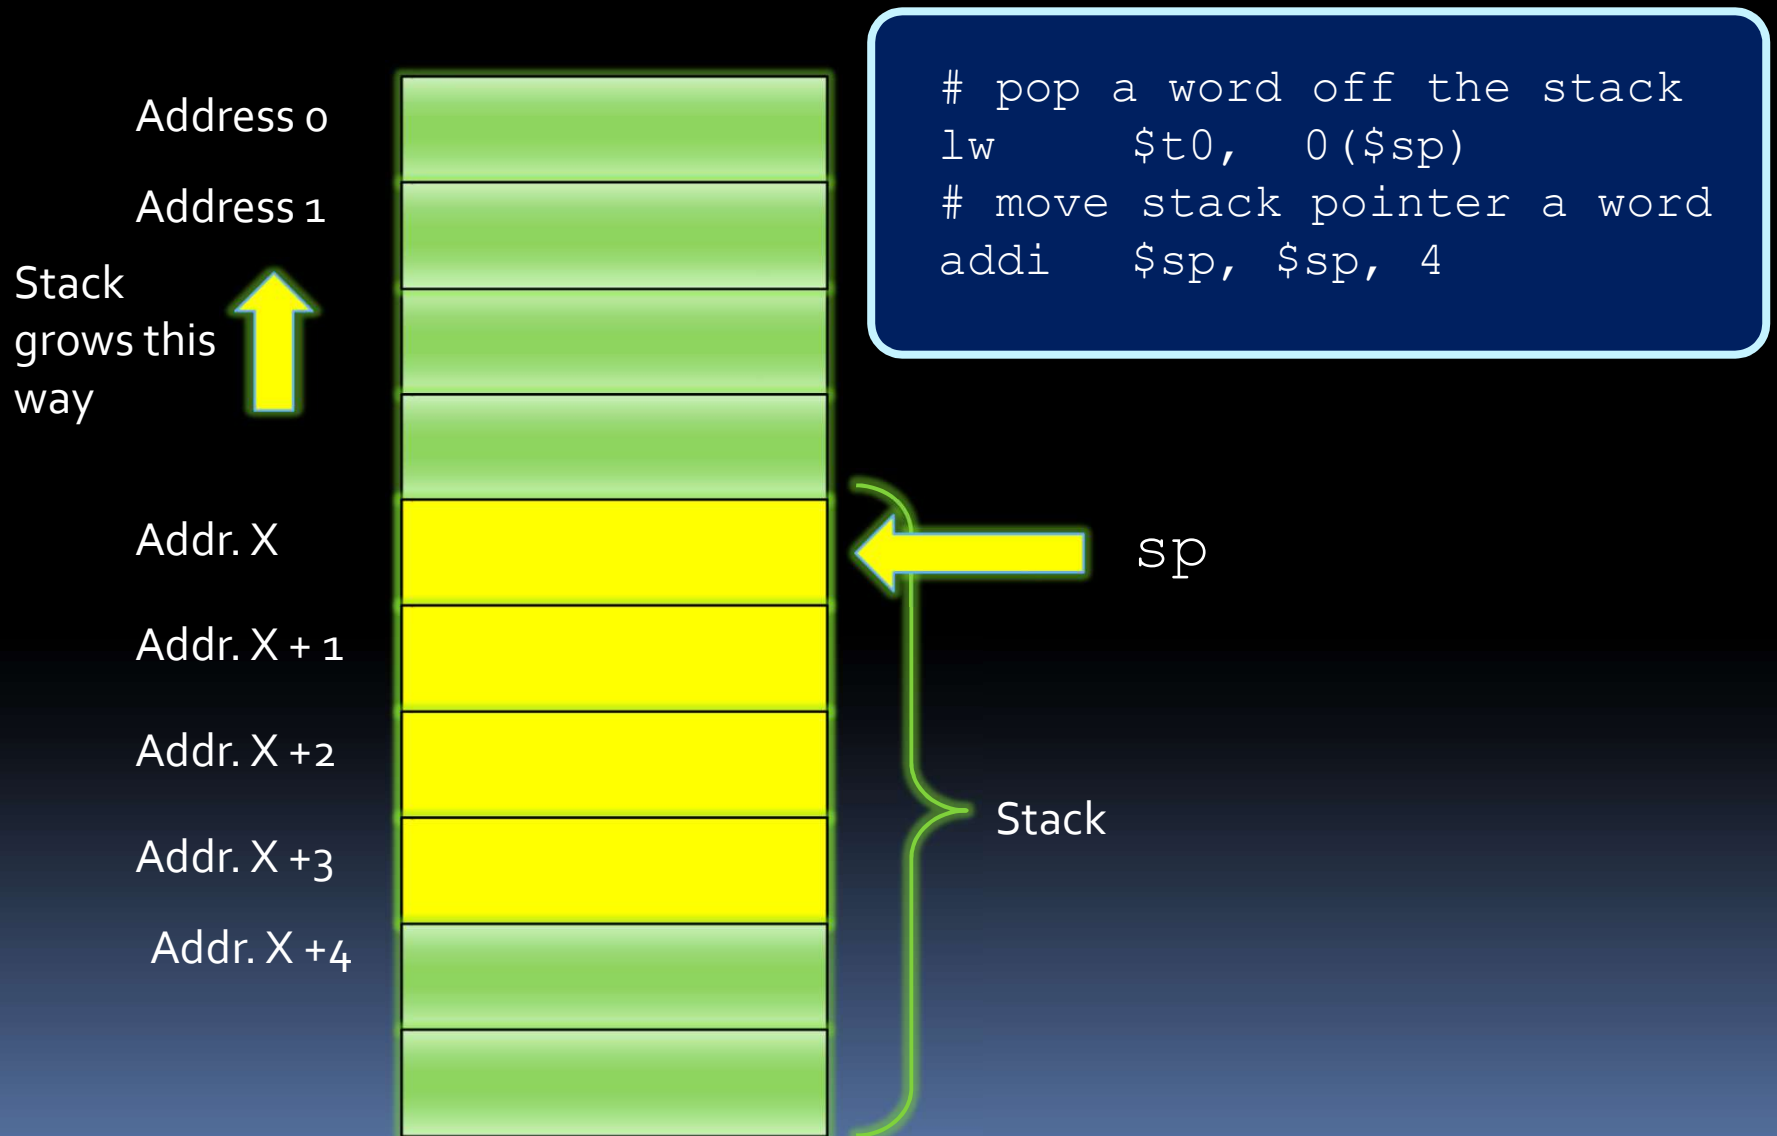 # pop a word off the stack
lw $t0, 0($sp)
# move stack pointer a word
addi $sp, $sp, 4
Address 0
Address 1
Stack
grows this
way
Addr. X
sp
Addr. X + 1
Addr. X +2
Addr. X +3
Stack
Addr. X +4